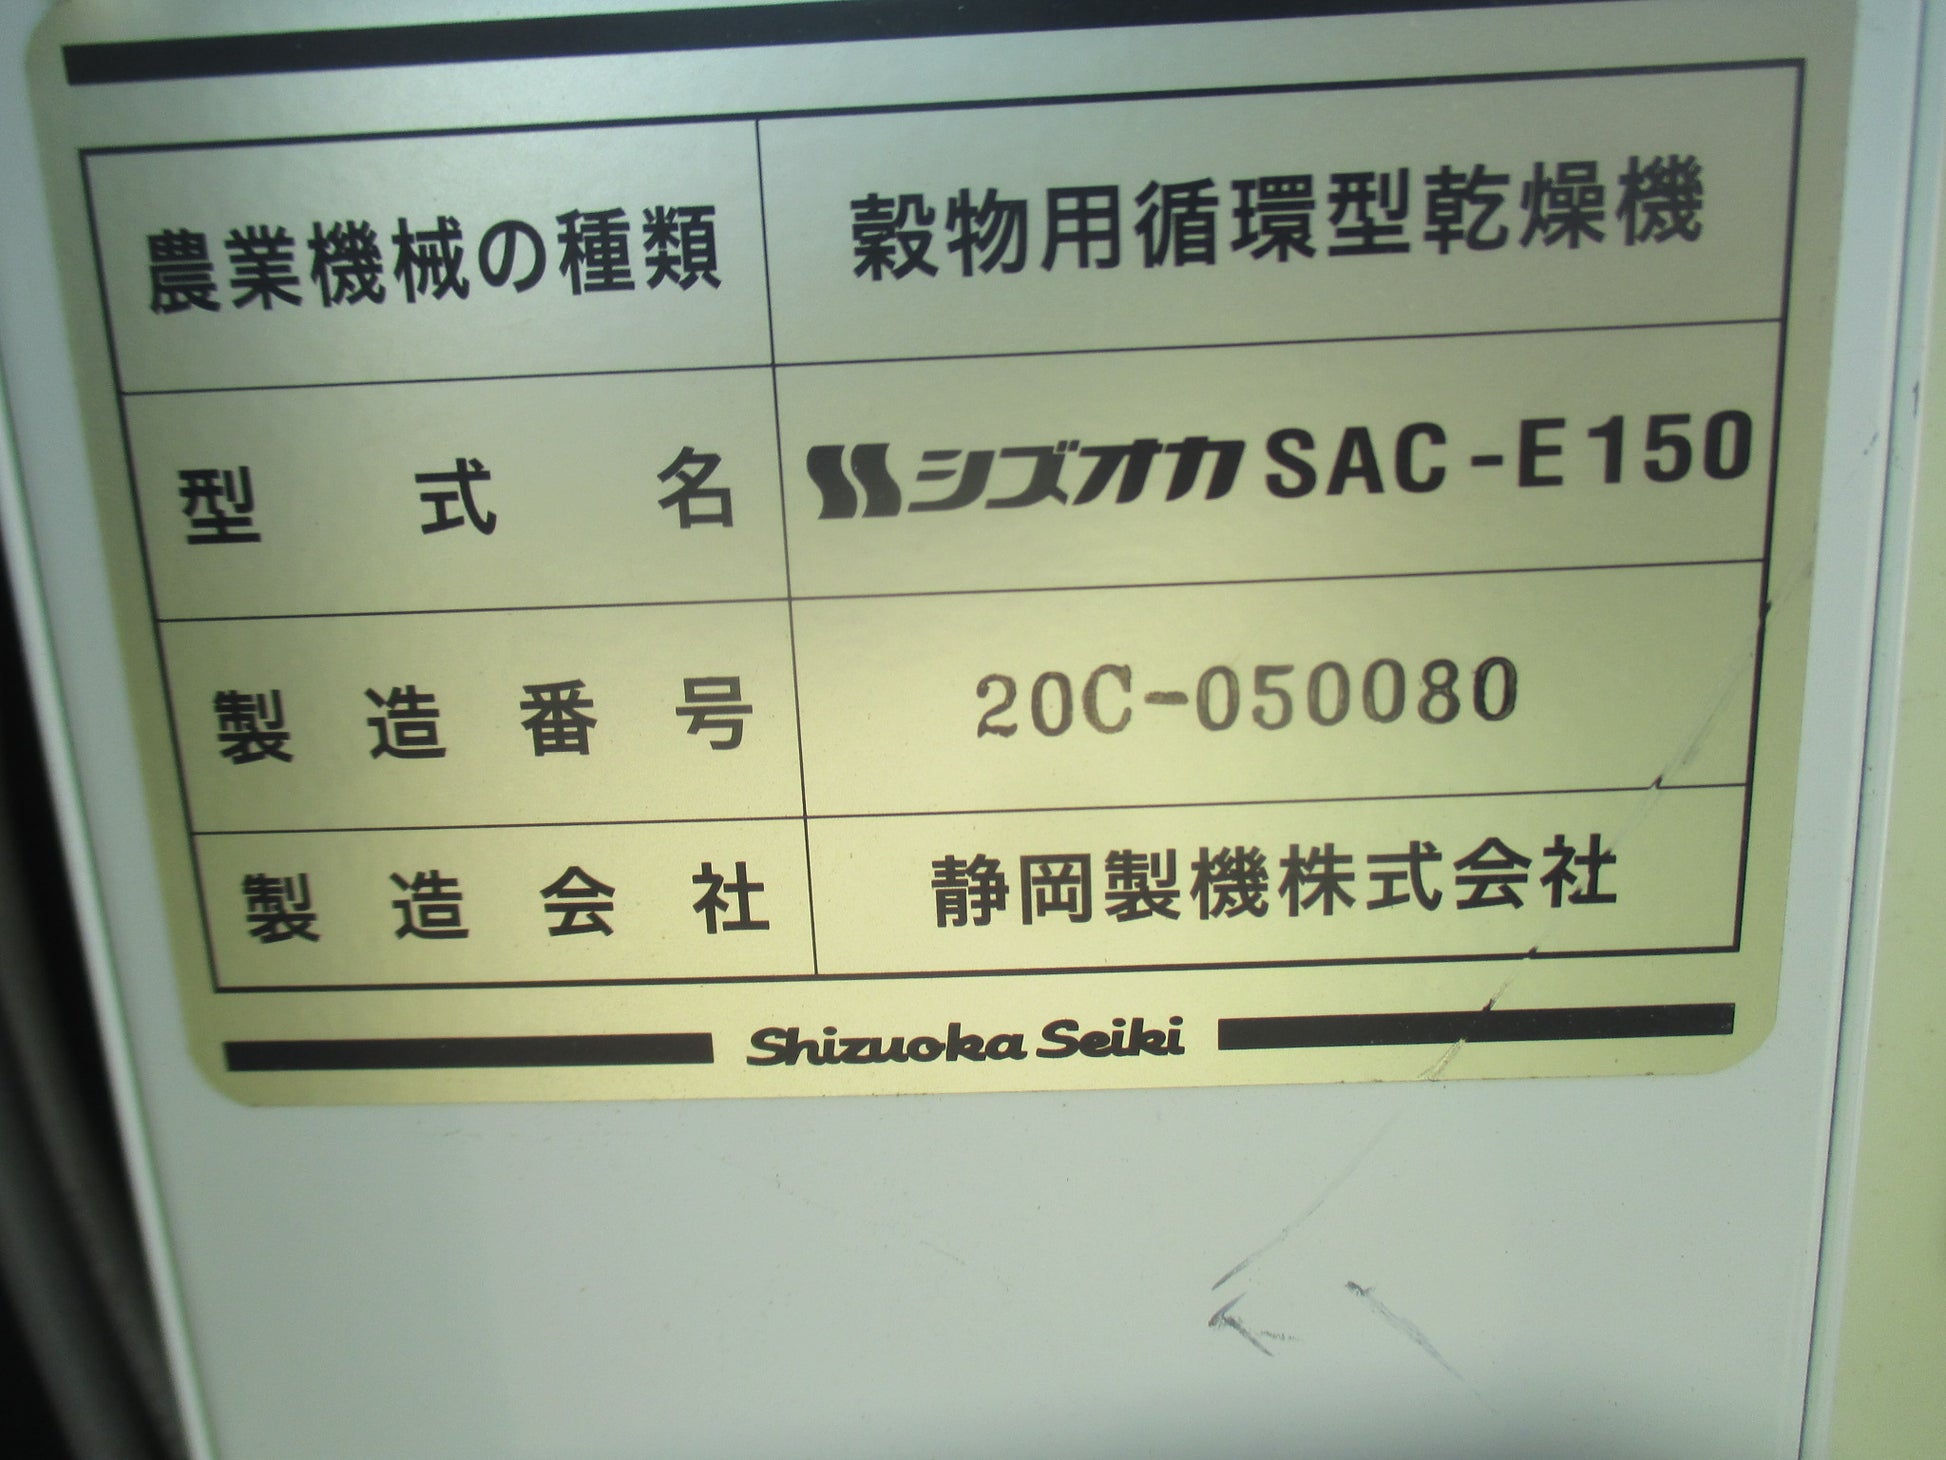 農業機械の種類 穀物用循環型乾燥機
型式名 シズオカ SAC-E150
製造番号 20C-050080
製造会社 静岡製機株式会社
Shizuoka Seiki